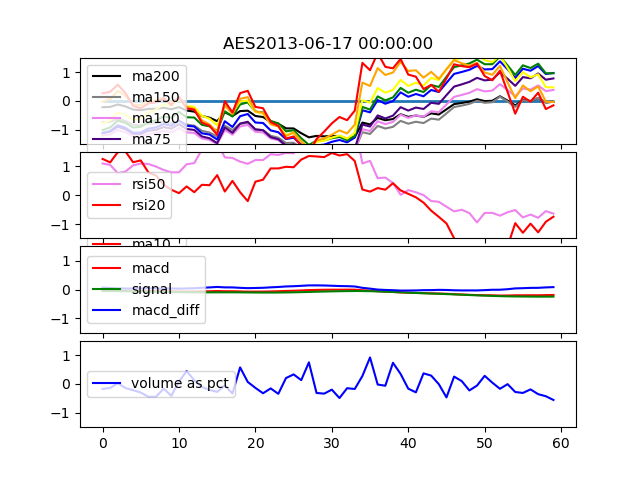 AES2013-06-17 00:00:00
1
0
−1
ma200
ma150
ma100
ma75
1
0
−1
rsi50
rsi20
ma10
1
0
−1
macd
signal
macd_diff
1
0
−1
volume as pct
0 10 20 30 40 50 60